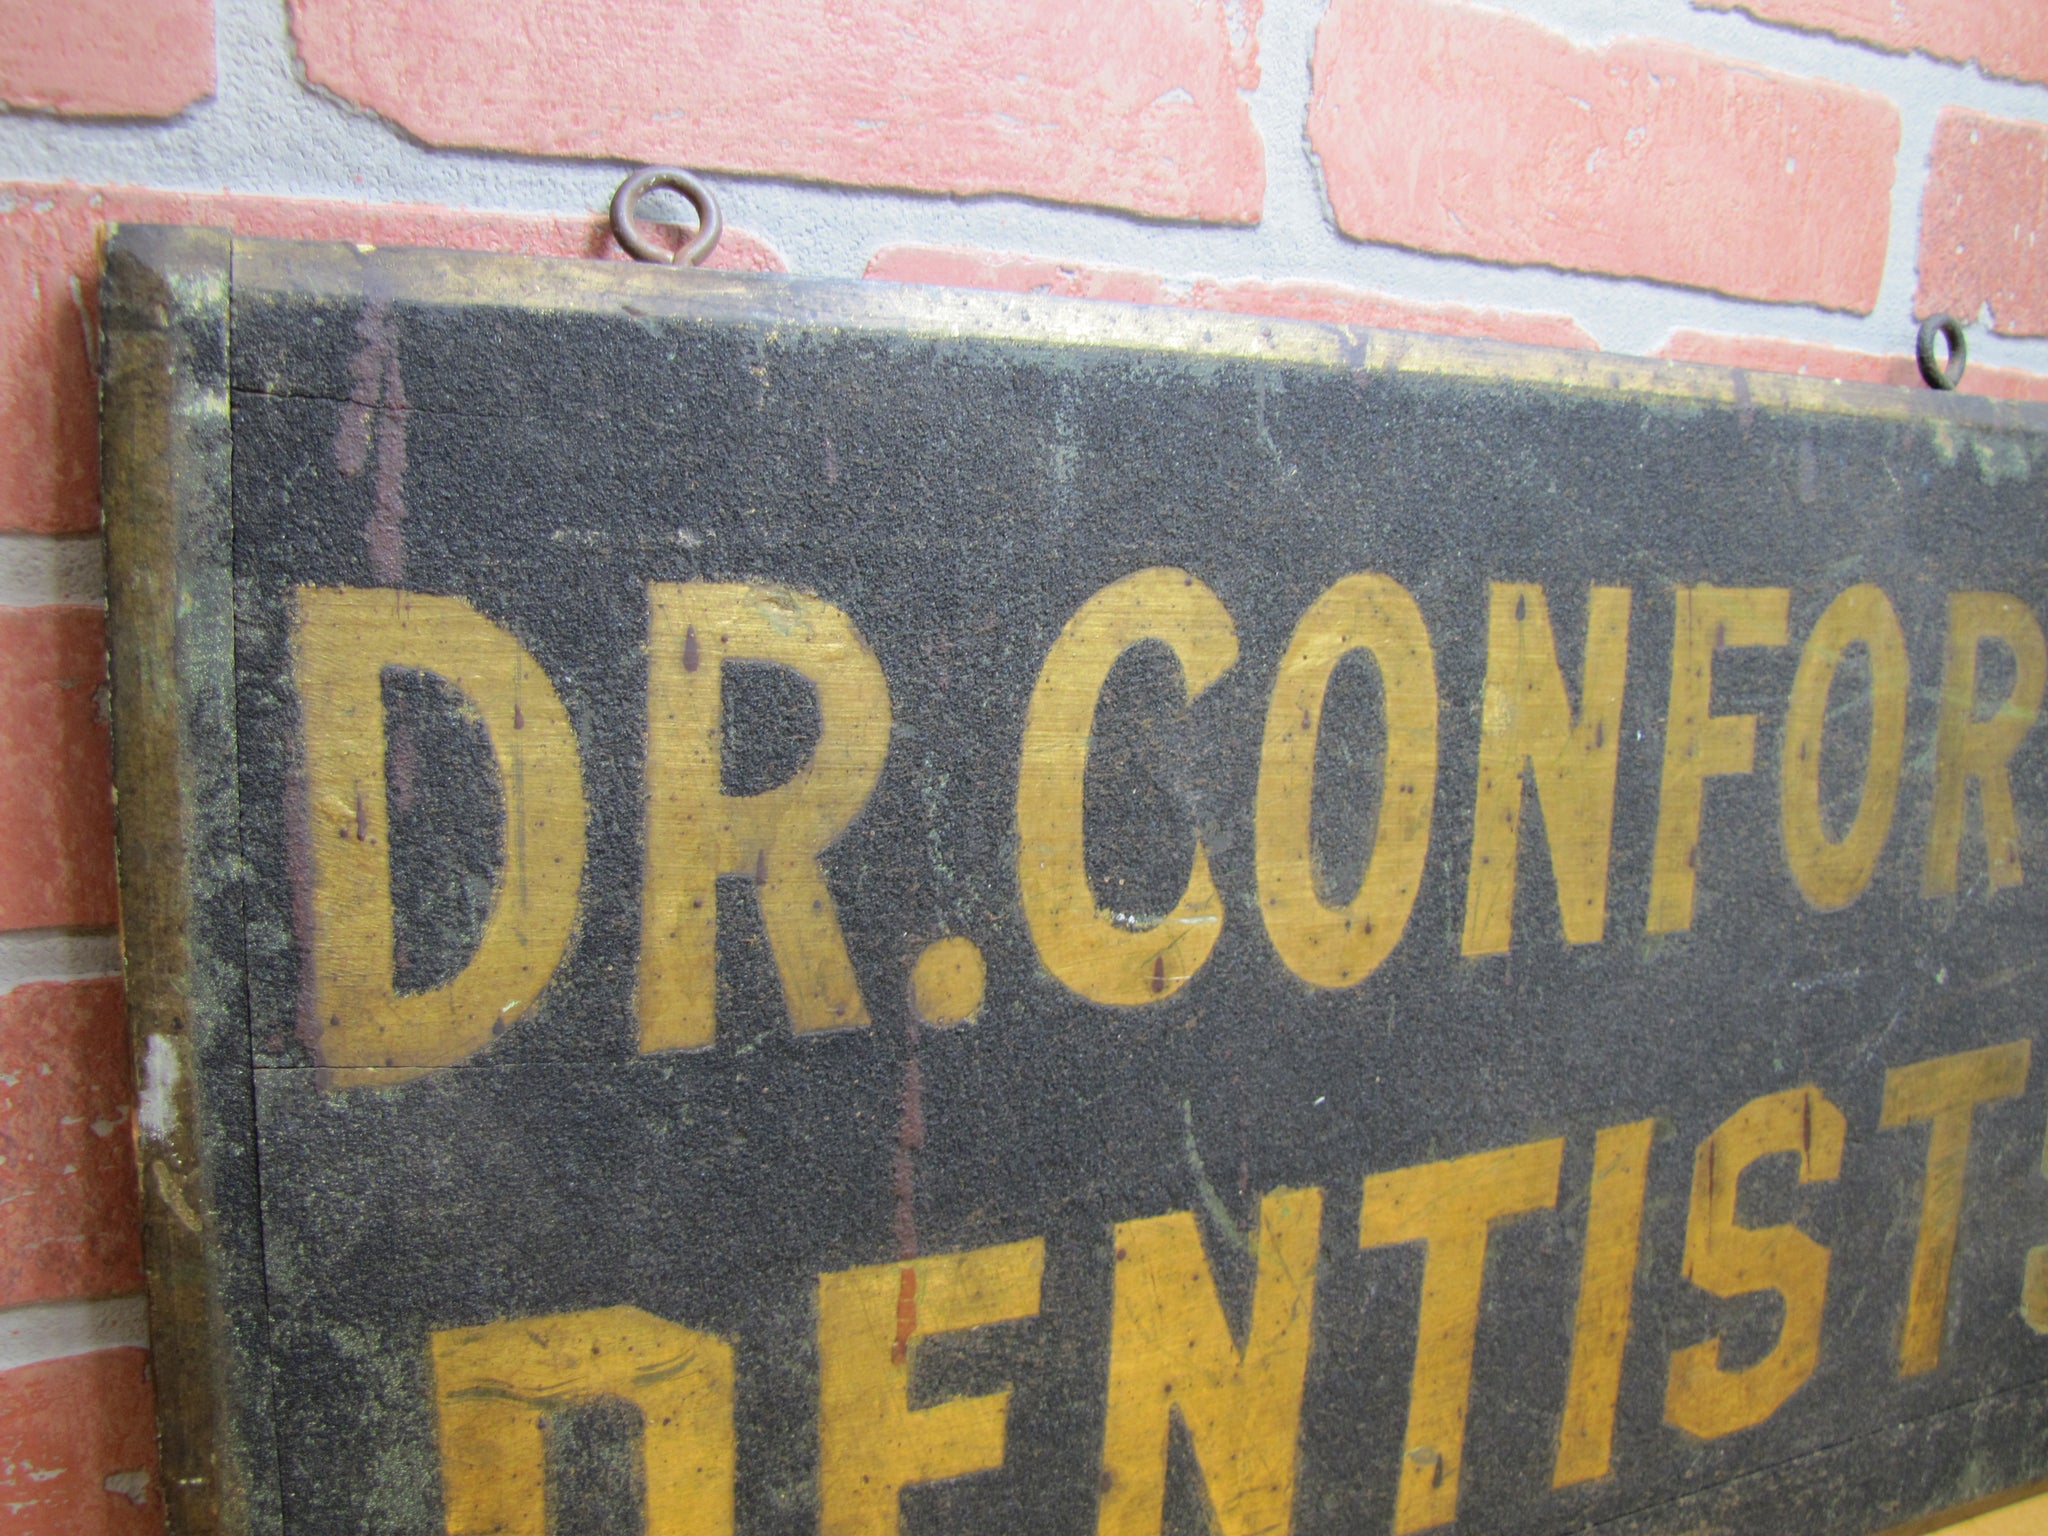 DR. CONFOR
DENTIST.